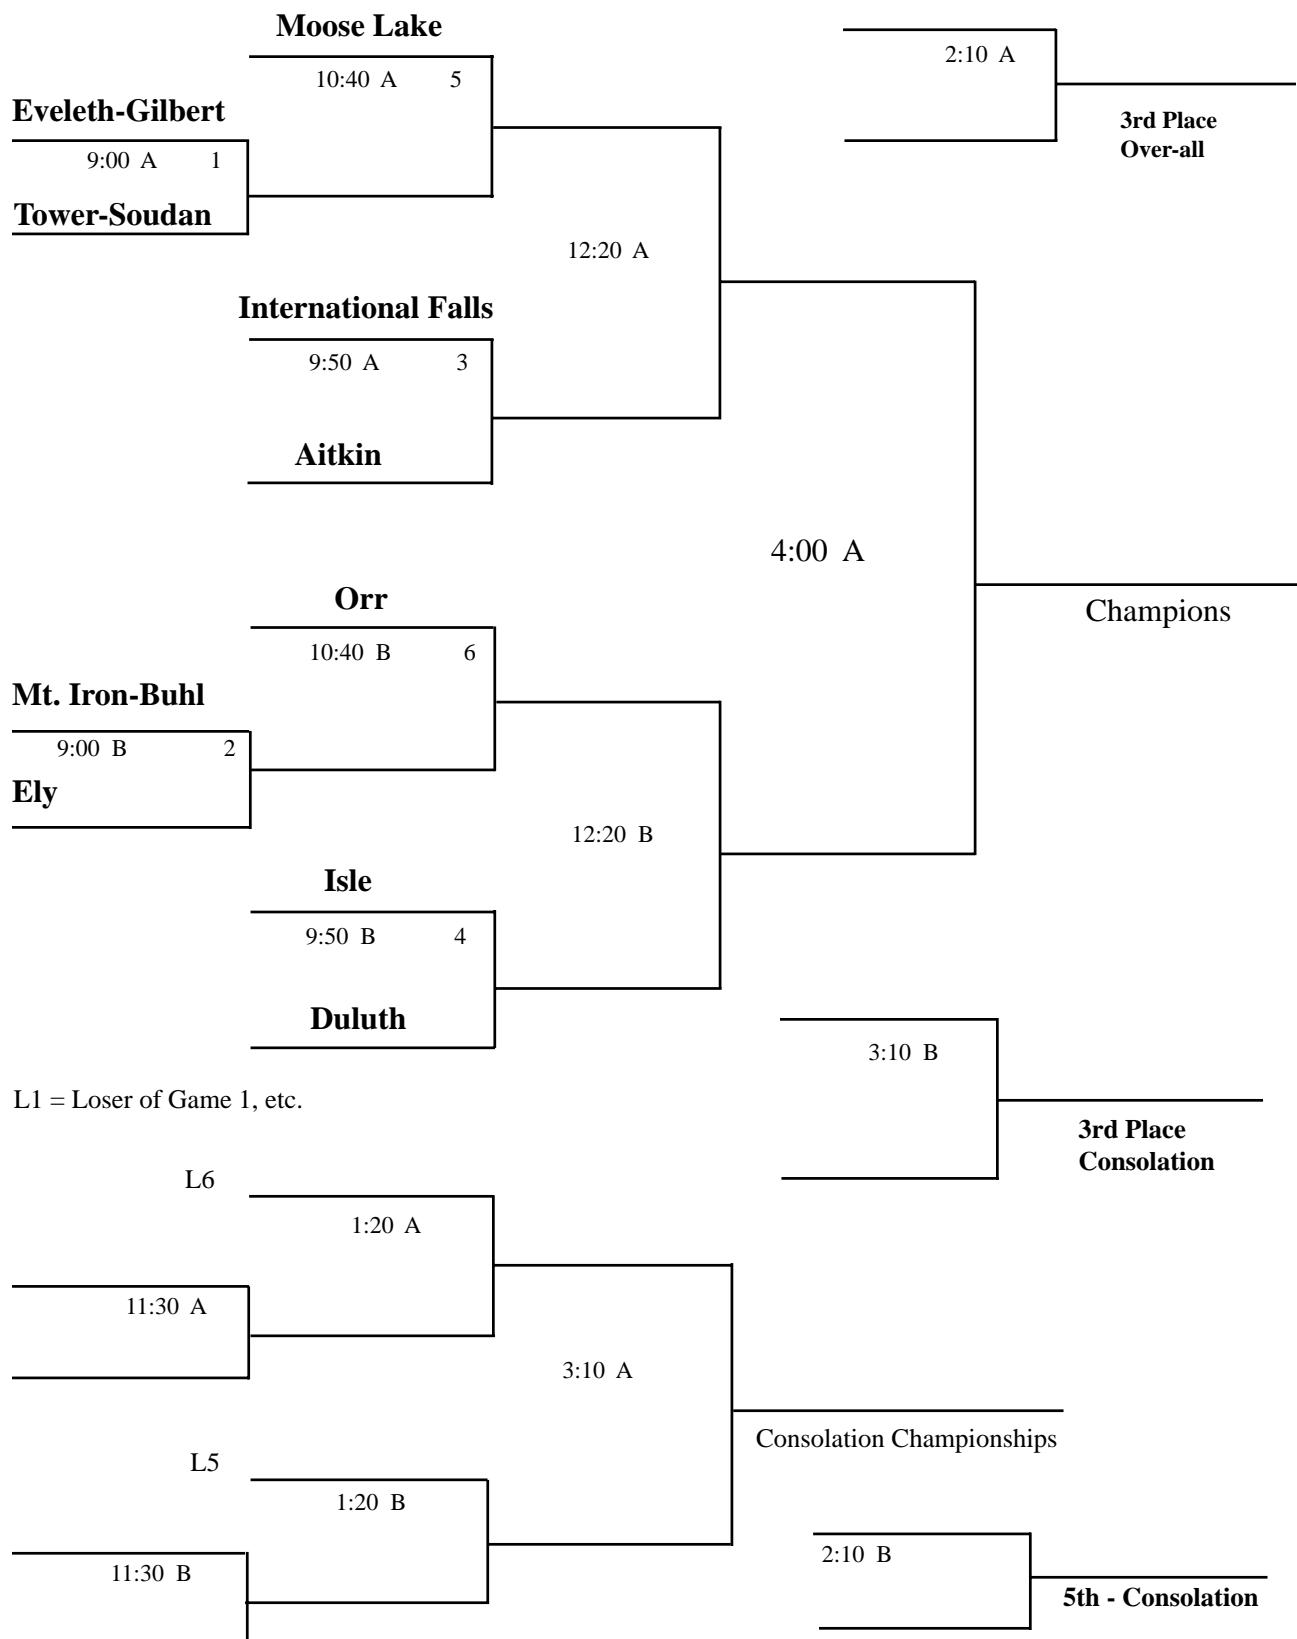 Moose Lake
10:40 A 5
2:10 A
Eveleth-Gilbert
9:00 A 1
3rd Place
Over-all
Tower-Soudan
12:20 A
International Falls
9:50 A 3
Aitkin
4:00 A
Orr
Champions
10:40 B 6
Mt. Iron-Buhl
9:00 B 2
Ely
12:20 B
Isle
9:50 B 4
Duluth
3:10 B
L1 = Loser of Game 1, etc.
3rd Place
Consolation
L6
1:20 A
11:30 A
3:10 A
Consolation Championships
L5
1:20 B
2:10 B
11:30 B
5th - Consolation